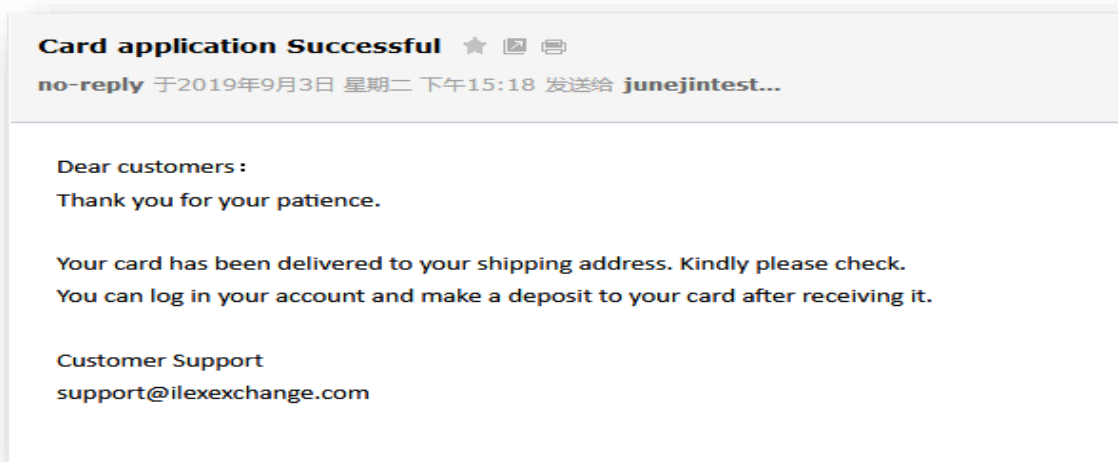 Card application Successful
no-reply 于2019年9月3日 星期二 下午15:18 发送给 junejintest...
Dear customers：
Thank you for your patience.
Your card has been delivered to your shipping address. Kindly please check.
You can log in your account and make a deposit to your card after receiving it.
Customer Support
support@ilexexchange.com